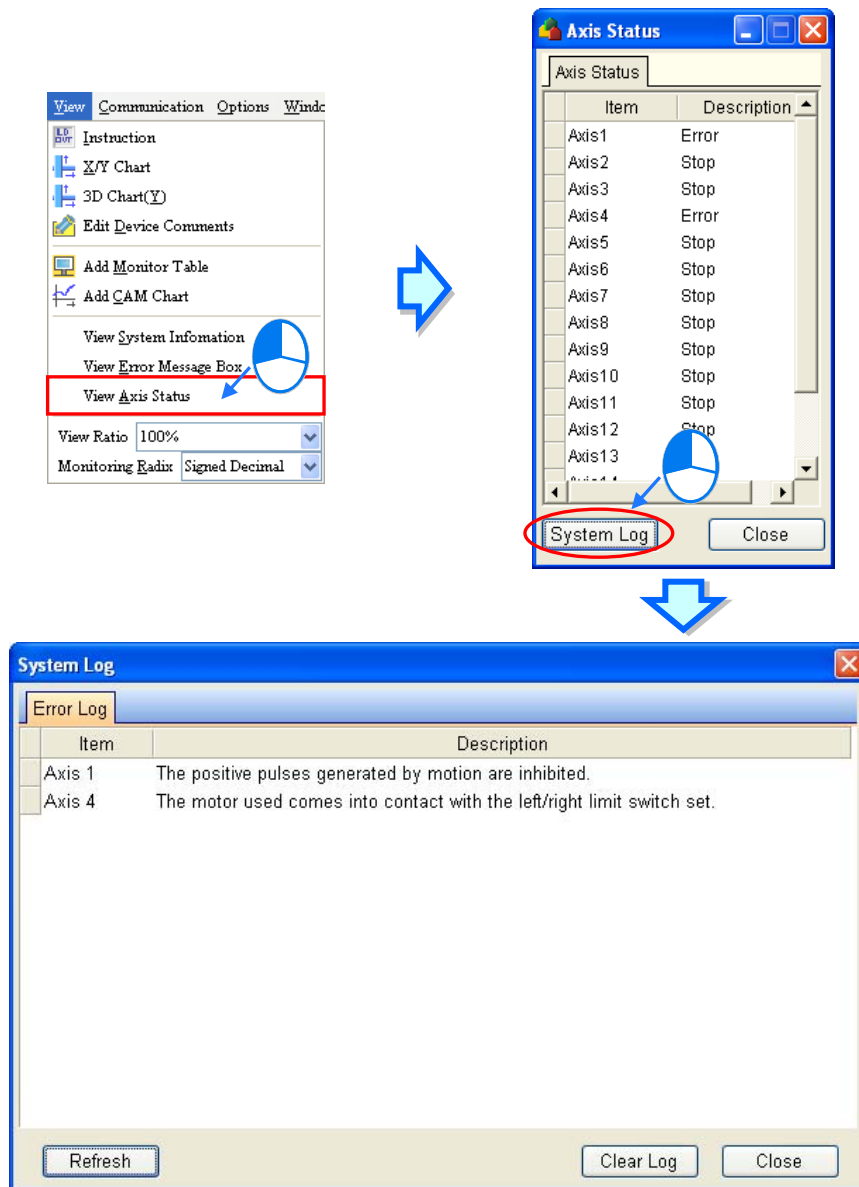 View Communication Options Windo
LD
OUT
Instruction
X/Y Chart
3D Chart(Y)
Edit Device Comments
Add Monitor Table
Add CAM Chart
View System Infomation
View Error Message Box
View Axis Status
View Ratio 100%
Monitoring Radix Signed Decimal
Axis Status
Axis Status
Item Description
Axis1 Error
Axis2 Stop
Axis3 Stop
Axis4 Error
Axis5 Stop
Axis6 Stop
Axis7 Stop
Axis8 Stop
Axis9 Stop
Axis10 Stop
Axis11 Stop
Axis12 Stop
Axis13
System Log Close
System Log
Error Log
Item Description
Axis 1 The positive pulses generated by motion are inhibited.
Axis 4 The motor used comes into contact with the left/right limit switch set.
Refresh Clear Log Close